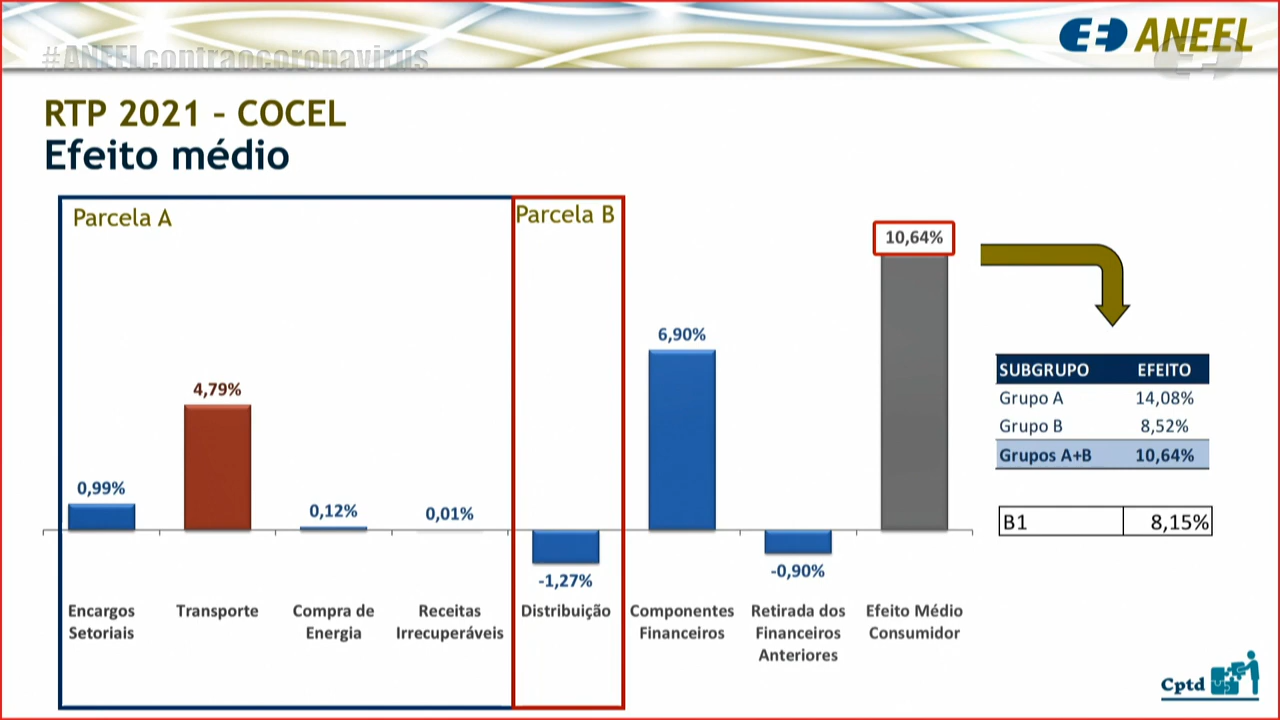 #ANEELcontraocoronavirus
ANEEL
RTP 2021 – COCEL
Efeito médio
Parcela A
Parcela B
0,99%
4,79%
0,12%
0,01%
-1,27%
6,90%
-0,90%
10,64%
Encargos Setoriais
Transporte
Compra de Energia
Receitas Irrecuperáveis
Distribuição
Componentes Financeiros
Retirada dos Financeiros Anteriores
Efeito Médio Consumidor
SUBGRUPO EFEITO
Grupo A 14,08%
Grupo B 8,52%
Grupos A+B 10,64%
B1 8,15%
Cptd